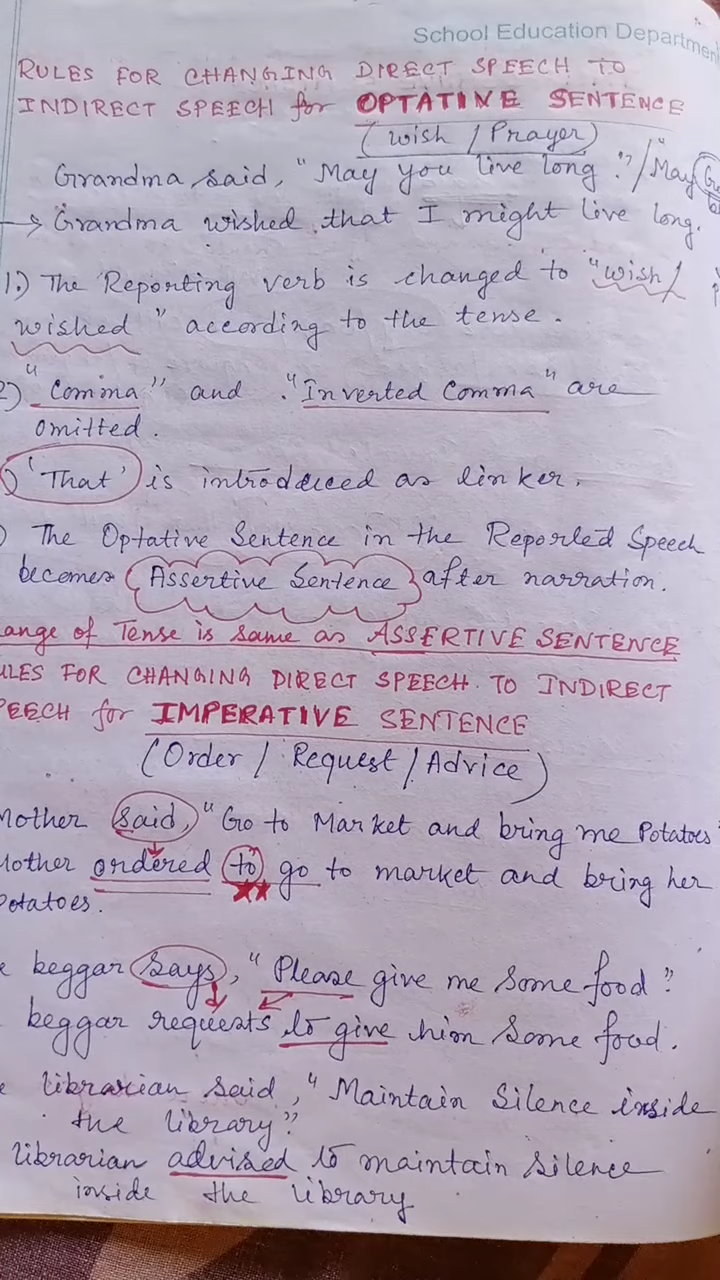 School Education Department
RULES FOR CHANGING DIRECT SPEECH TO
INDIRECT SPEECH for OPTATIVE SENTENCE
(Wish / Prayer)
Grandma said, "May you live long."/"May
→ Grandma wished that I might live long.
1.) The Reporting verb is changed to "wish/
wished" according to the tense.
2) "Comma" and "Inverted Comma" are
omitted.
) 'That' is introduced as linker.
) The Optative Sentence in the Reported Speech
becomes Assertive Sentence after narration.
ange of Tense is same as ASSERTIVE SENTENCE
ULES FOR CHANGING DIRECT SPEECH TO INDIRECT
PEECH for IMPERATIVE SENTENCE
(Order / Request / Advice)
Mother said, "Go to Market and bring me Potatoes
Mother ordered to go to market and bring her
Potatoes.
e beggar says, "Please give me some food"
beggar requests to give him some food.
e librarian said, "Maintain Silence inside
the library"
librarian advised to maintain silence
inside the library